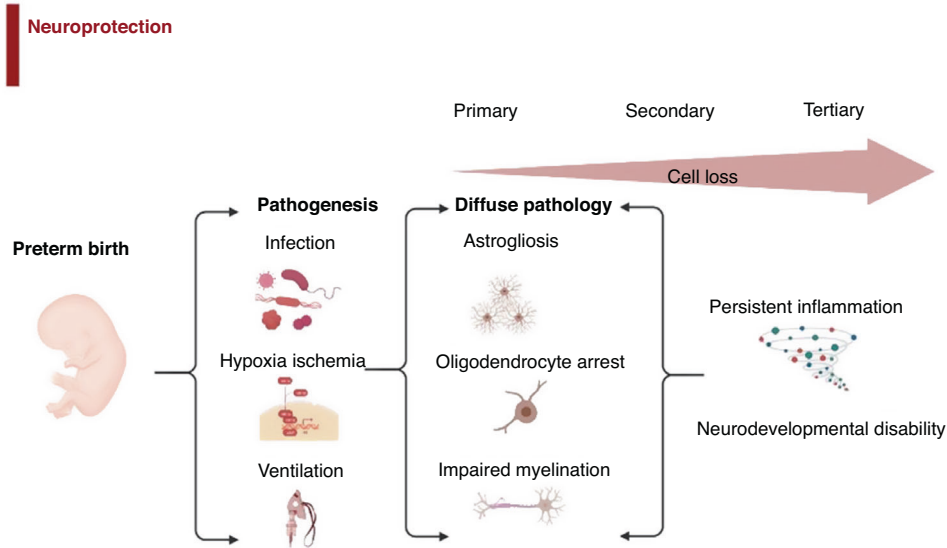 Neuroprotection
Primary
Secondary
Tertiary
Cell loss
Preterm birth
Pathogenesis
Infection
Hypoxia ischemia
Ventilation
Diffuse pathology
Astrogliosis
Oligodendrocyte arrest
Impaired myelination
Persistent inflammation
Neurodevelopmental disability